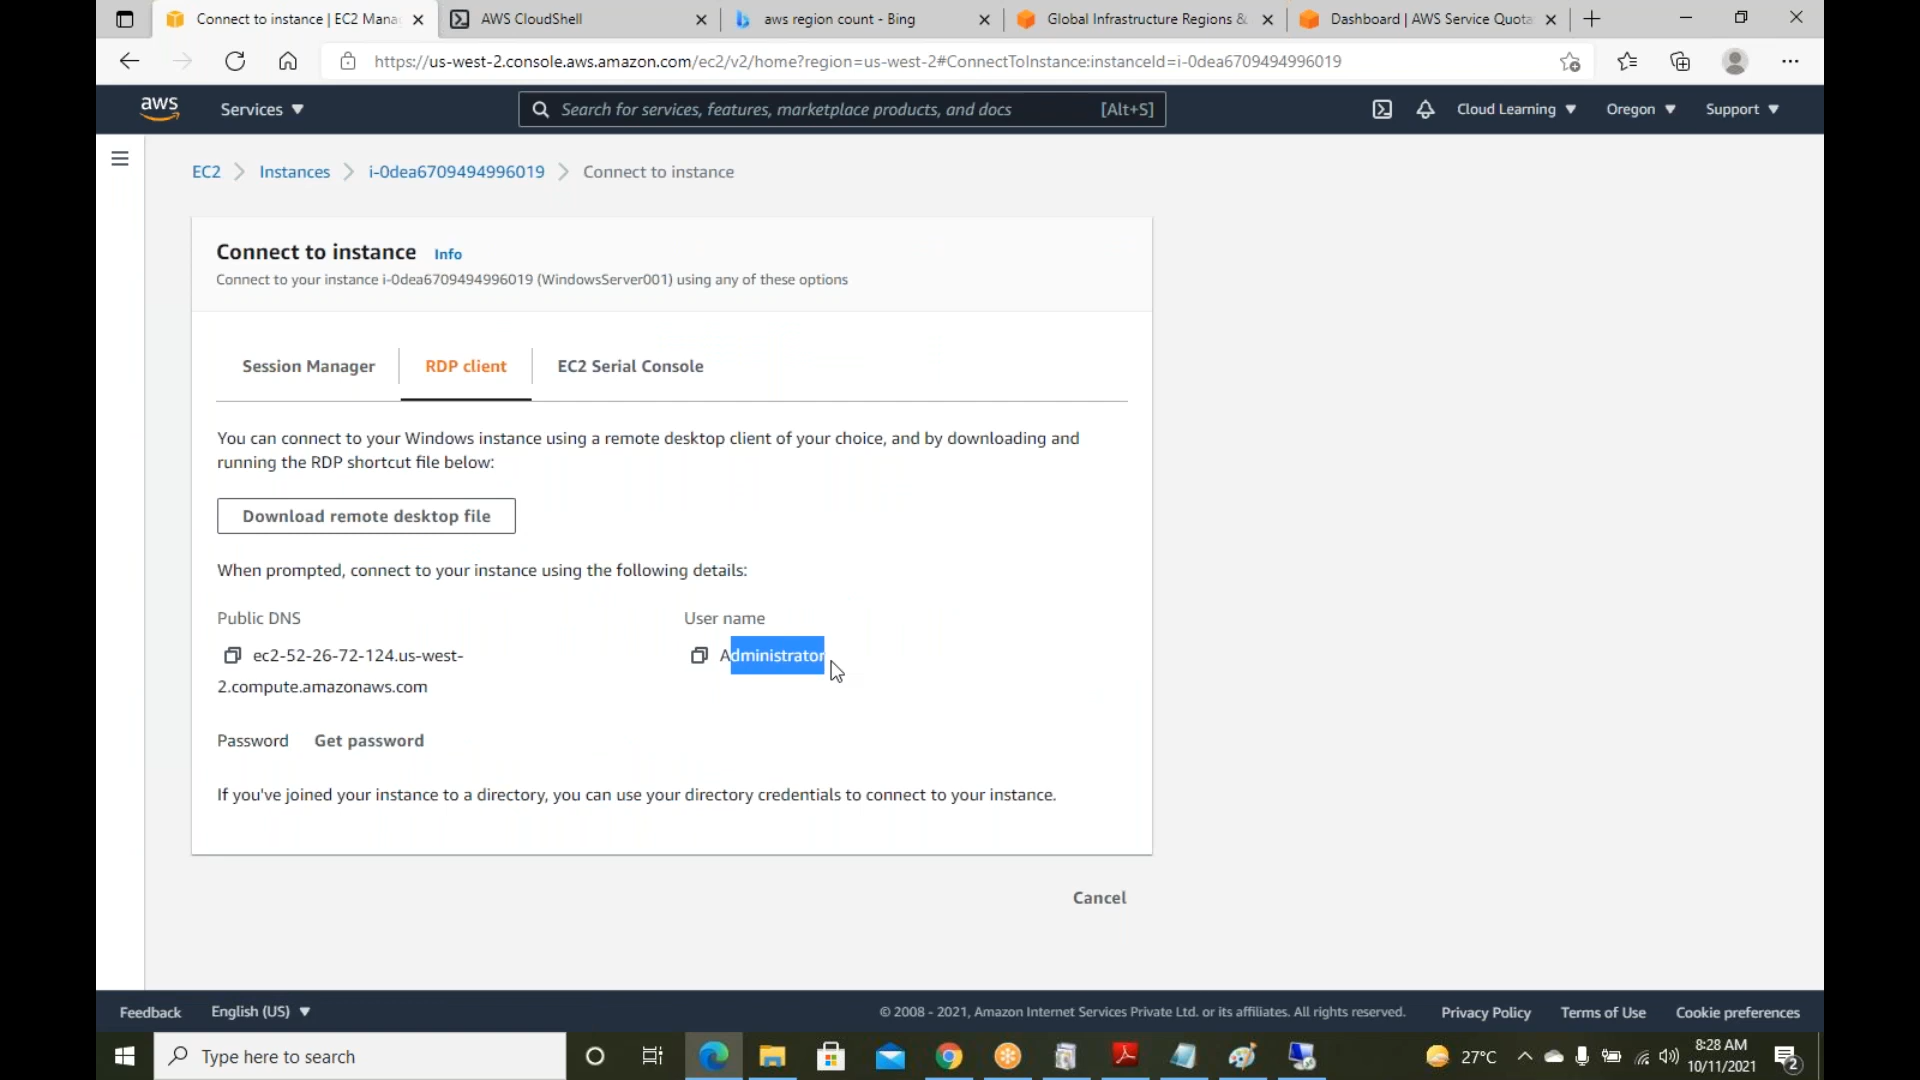 Connect to instance | EC2 Mana
AWS CloudShell
aws region count - Bing
Global Infrastructure Regions &
Dashboard | AWS Service Quota
https://us-west-2.console.aws.amazon.com/ec2/v2/home?region=us-west-2#ConnectToInstance:instanceId=i-0dea6709494996019
aws
Services ▼
Search for services, features, marketplace products, and docs
[Alt+S]
Cloud Learning ▼
Oregon ▼
Support ▼
EC2 > Instances > i-0dea6709494996019 > Connect to instance
Connect to instance Info
Connect to your instance i-0dea6709494996019 (WindowsServer001) using any of these options
Session Manager
RDP client
EC2 Serial Console
You can connect to your Windows instance using a remote desktop client of your choice, and by downloading and
running the RDP shortcut file below:
Download remote desktop file
When prompted, connect to your instance using the following details:
Public DNS
User name
ec2-52-26-72-124.us-west-
2.compute.amazonaws.com
Administrator
Password Get password
If you've joined your instance to a directory, you can use your directory credentials to connect to your instance.
Cancel
Feedback
English (US) ▼
© 2008 - 2021, Amazon Internet Services Private Ltd. or its affiliates. All rights reserved.
Privacy Policy
Terms of Use
Cookie preferences
Type here to search
27°C
8:28 AM
10/11/2021
2